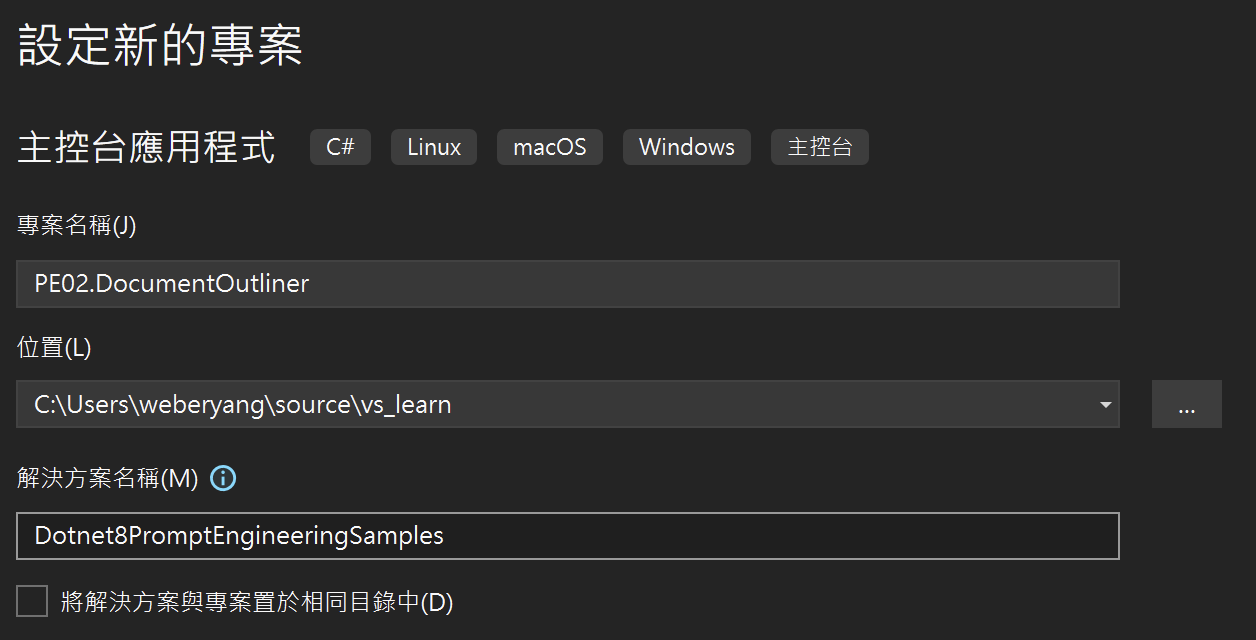 設定新的專案
主控台應用程式 C# Linux macOS Windows 主控台
專案名稱(J)
PE02.DocumentOutliner
位置(L)
C:\Users\weberyang\source\vs_learn
...
解決方案名稱(M)
Dotnet8PromptEngineeringSamples
將解決方案與專案置於相同目錄中(D)